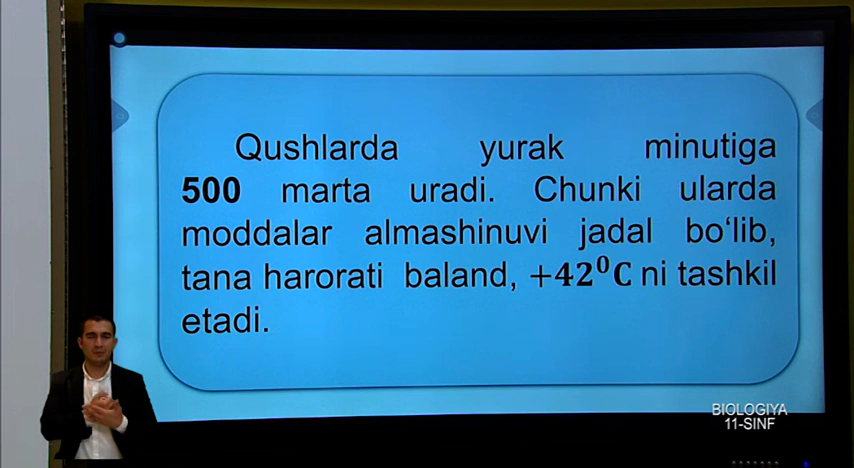 Qushlarda yurak minutiga
500 marta uradi. Chunki ularda
moddalar almashinuvi jadal bo‘lib,
tana harorati baland, +42⁰C ni tashkil
etadi.
BIOLOGIYA
11-SINF